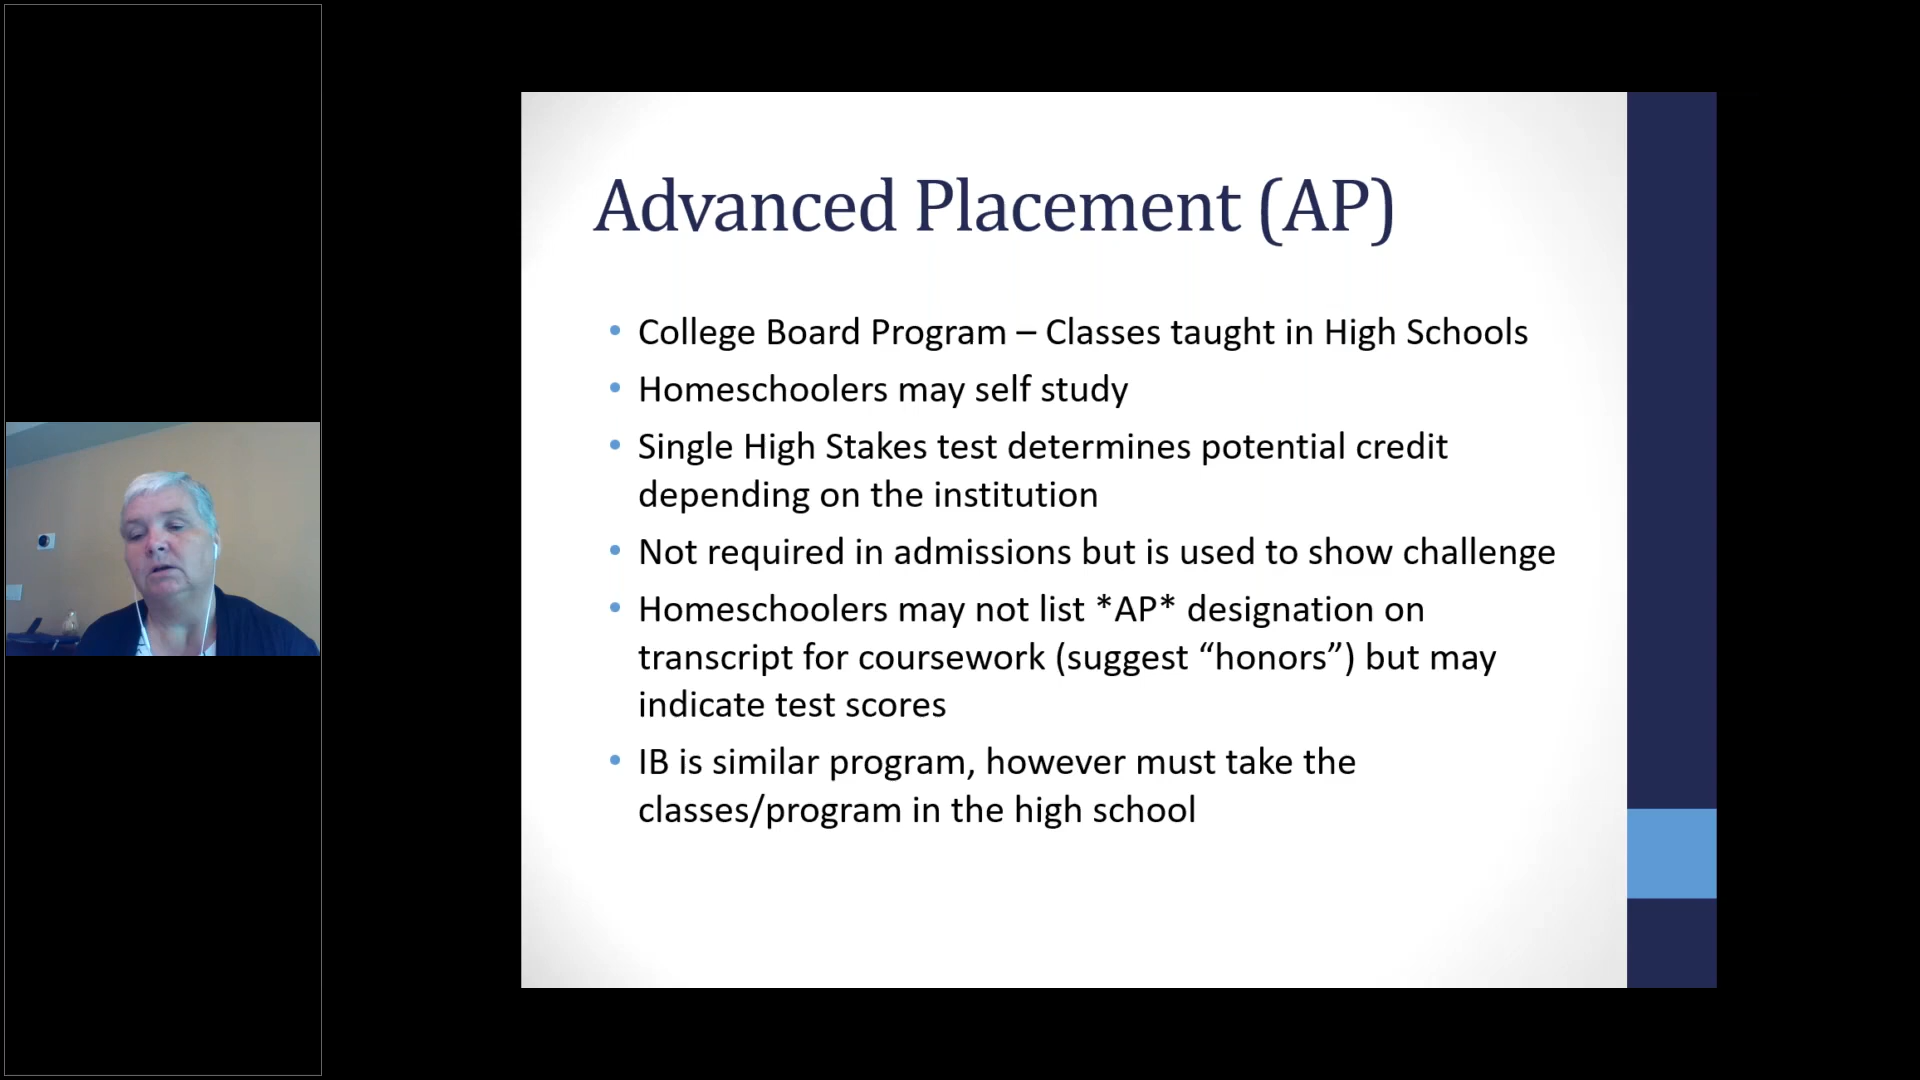 Advanced Placement (AP)
• College Board Program – Classes taught in High Schools
• Homeschoolers may self study
• Single High Stakes test determines potential credit
depending on the institution
• Not required in admissions but is used to show challenge
• Homeschoolers may not list *AP* designation on
transcript for coursework (suggest “honors”) but may
indicate test scores
• IB is similar program, however must take the
classes/program in the high school